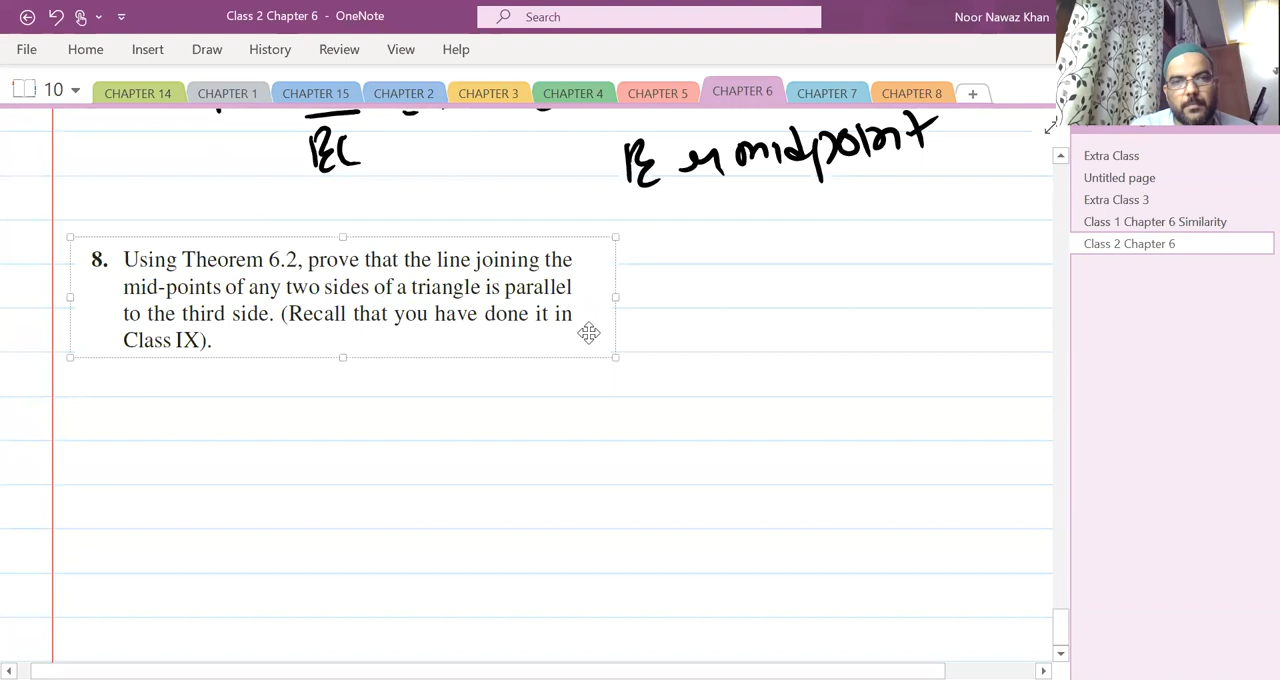 Class 2 Chapter 6 - OneNote
Search
Noor Nawaz Khan
File Home Insert Draw History Review View Help
10 CHAPTER 14 CHAPTER 1 CHAPTER 15 CHAPTER 2 CHAPTER 3 CHAPTER 4 CHAPTER 5 CHAPTER 6 CHAPTER 7 CHAPTER 8 +
EC
E is midpoint
8. Using Theorem 6.2, prove that the line joining the
mid-points of any two sides of a triangle is parallel
to the third side. (Recall that you have done it in
Class IX).
Extra Class
Untitled page
Extra Class 3
Class 1 Chapter 6 Similarity
Class 2 Chapter 6